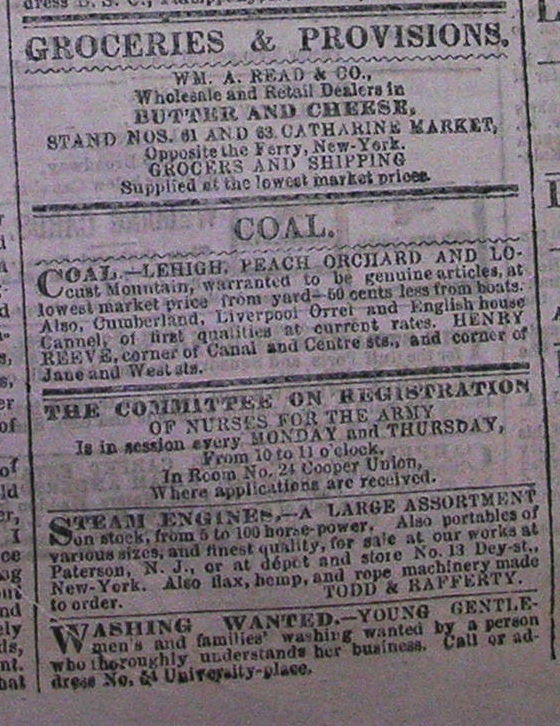 GROCERIES & PROVISIONS.
WM. A. READ & CO.,
Wholesale and Retail Dealers in
BUTTER AND CHEESE,
STAND NOS. 61 AND 63 CATHARINE MARKET,
Opposite the Ferry, New-York.
GROCERS AND SHIPPING
Supplied at the lowest market prices.
COAL.
COAL.—LEHIGH, PEACH ORCHARD AND LO-
cust Mountain, warranted to be genuine articles, at
lowest market price from yard—50 cents less from boats.
Also, Cumberland, Liverpool Orrel and English house
Cannel, of first qualities at current rates. HENRY
REEVE, corner of Canal and Centre sts., and corner of
Jane and West sts.
THE COMMITTEE ON REGISTRATION
OF NURSES FOR THE ARMY
Is in session every MONDAY and THURSDAY,
From 10 to 11 o'clock,
In Room No. 24 Cooper Union,
Where applications are received.
STEAM ENGINES,—A LARGE ASSORTMENT
on stock, from 5 to 100 horse-power. Also portables of
various sizes, and finest quality, for sale at our works at
Paterson, N. J., or at dépôt and store No. 13 Dey-st.,
New-York. Also flax, hemp, and rope machinery made
to order. TODD & RAFFERTY.
WASHING WANTED.—YOUNG GENTLE-
men's and families' washing wanted by a person
who thoroughly understands her business. Call or ad-
dress No. University-place.